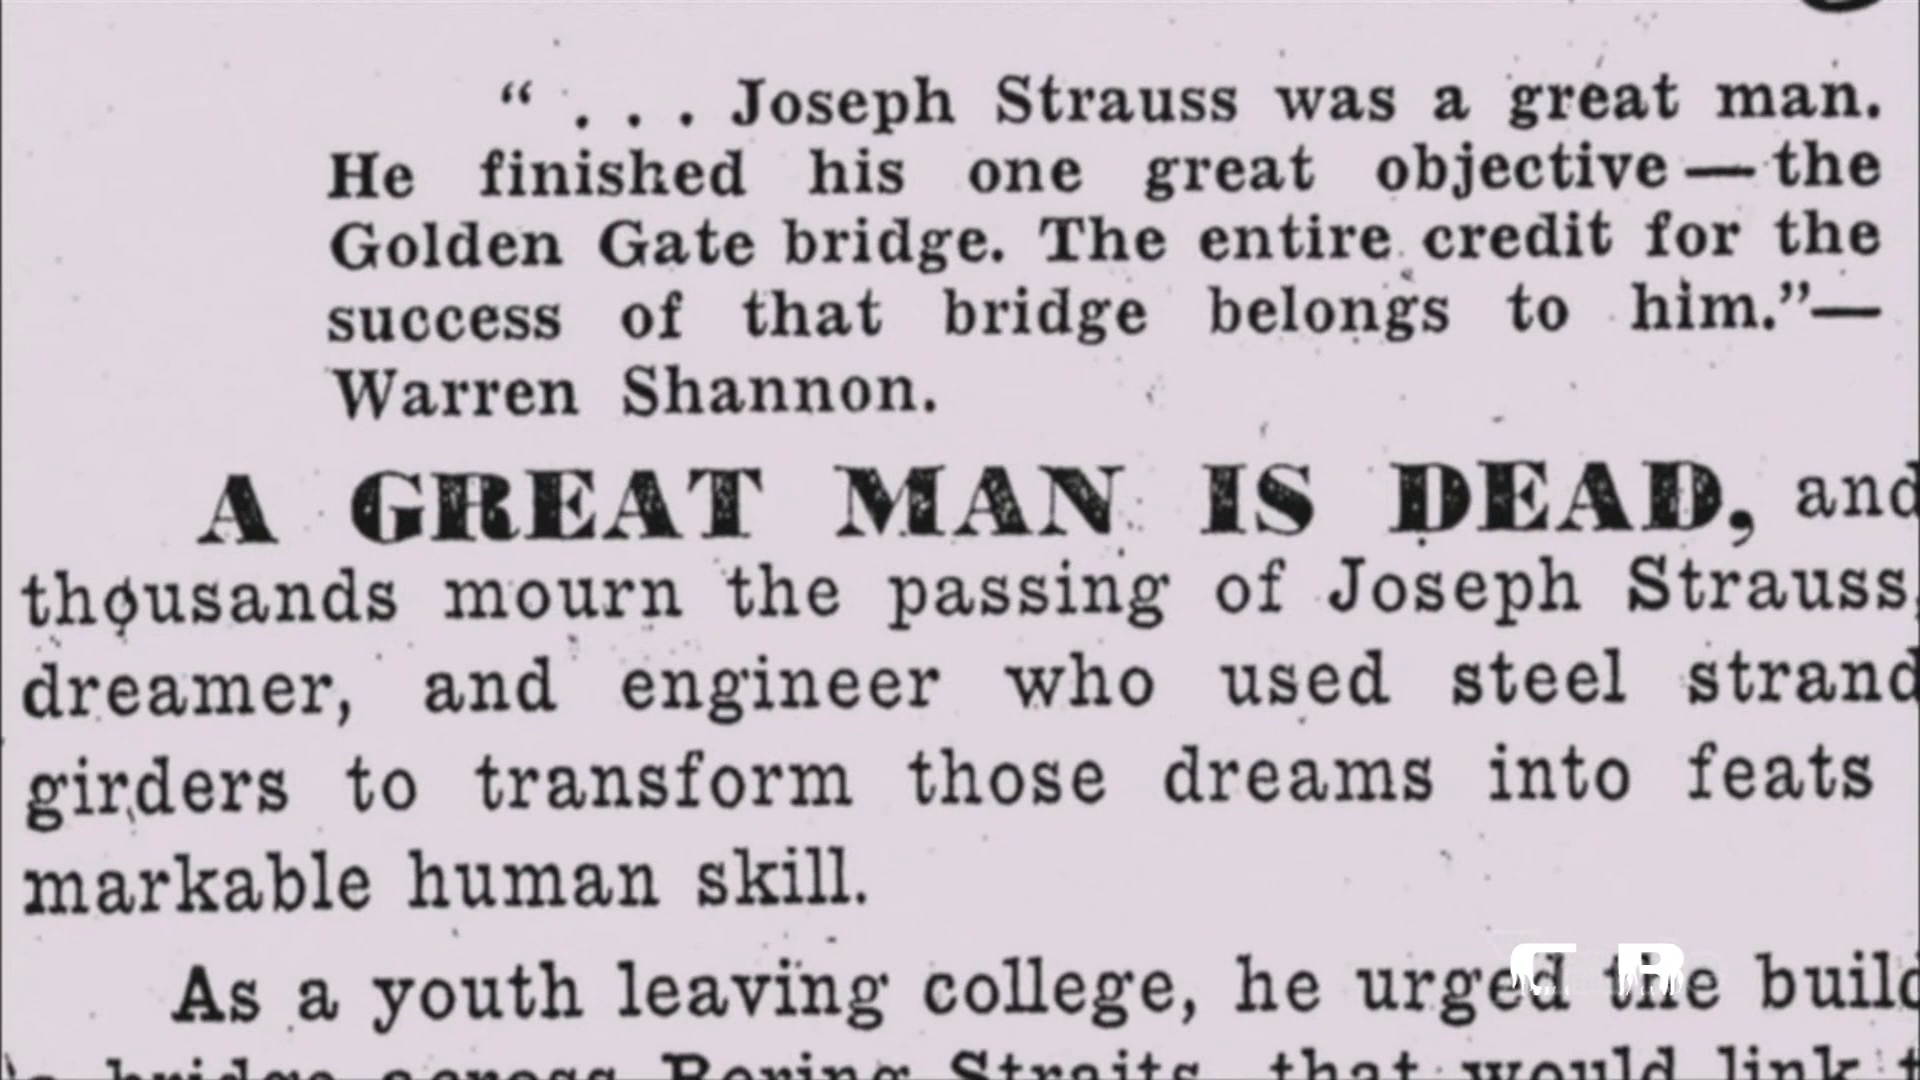 “ . . . Joseph Strauss was a great man.
He finished his one great objective — the
Golden Gate bridge. The entire credit for the
success of that bridge belongs to him.”—
Warren Shannon.
A GREAT MAN IS DEAD, and
thousands mourn the passing of Joseph Strauss,
dreamer, and engineer who used steel strand
girders to transform those dreams into feats
markable human skill.
As a youth leaving college, he urged the build
bridge across Bering Straits, that would link t